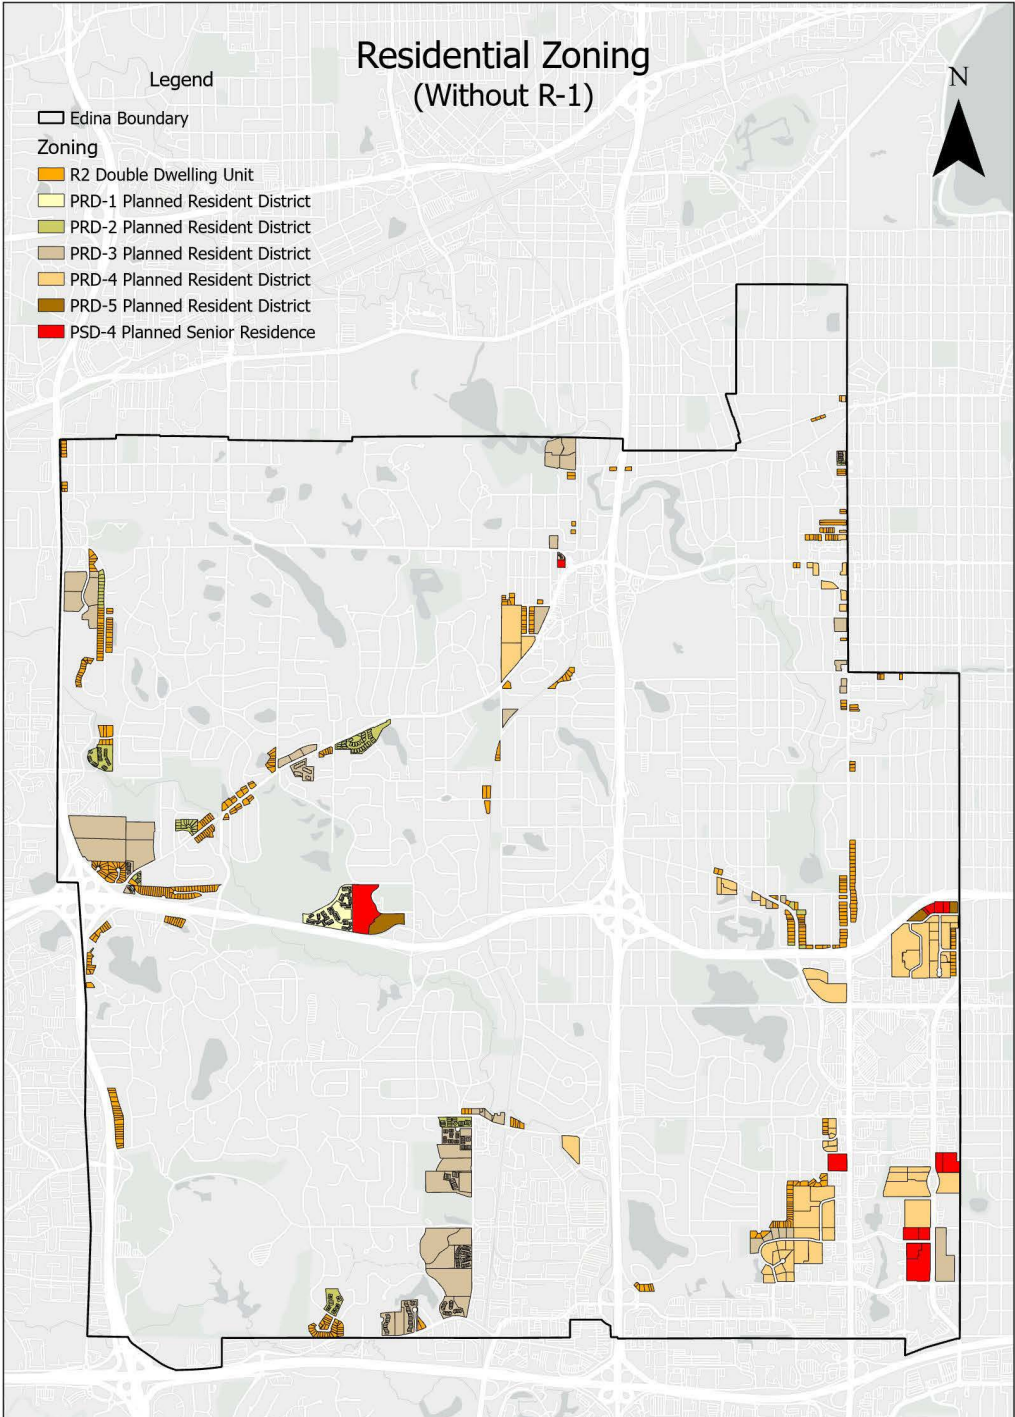 Residential Zoning
(Without R-1)
Legend
N
Edina Boundary
Zoning
R2 Double Dwelling Unit
PRD-1 Planned Resident District
PRD-2 Planned Resident District
PRD-3 Planned Resident District
PRD-4 Planned Resident District
PRD-5 Planned Resident District
PSD-4 Planned Senior Residence